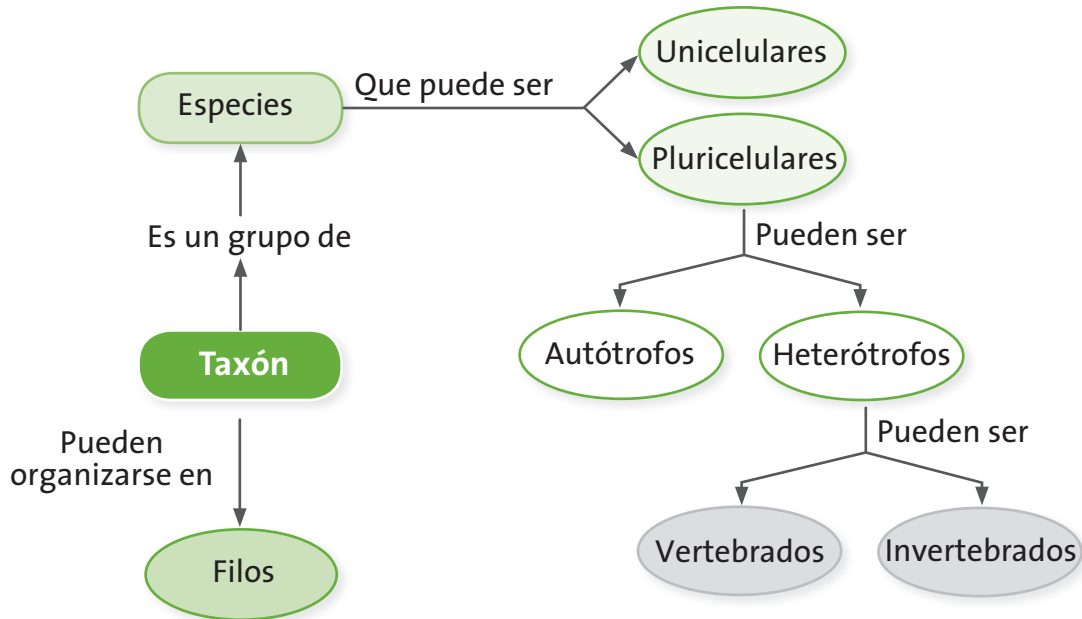 Unicelulares
Especies
Que puede ser
Pluricelulares
Es un grupo de
Pueden ser
Taxón
Autótrofos
Heterótrofos
Pueden
organizarse en
Pueden ser
Filos
Vertebrados
Invertebrados